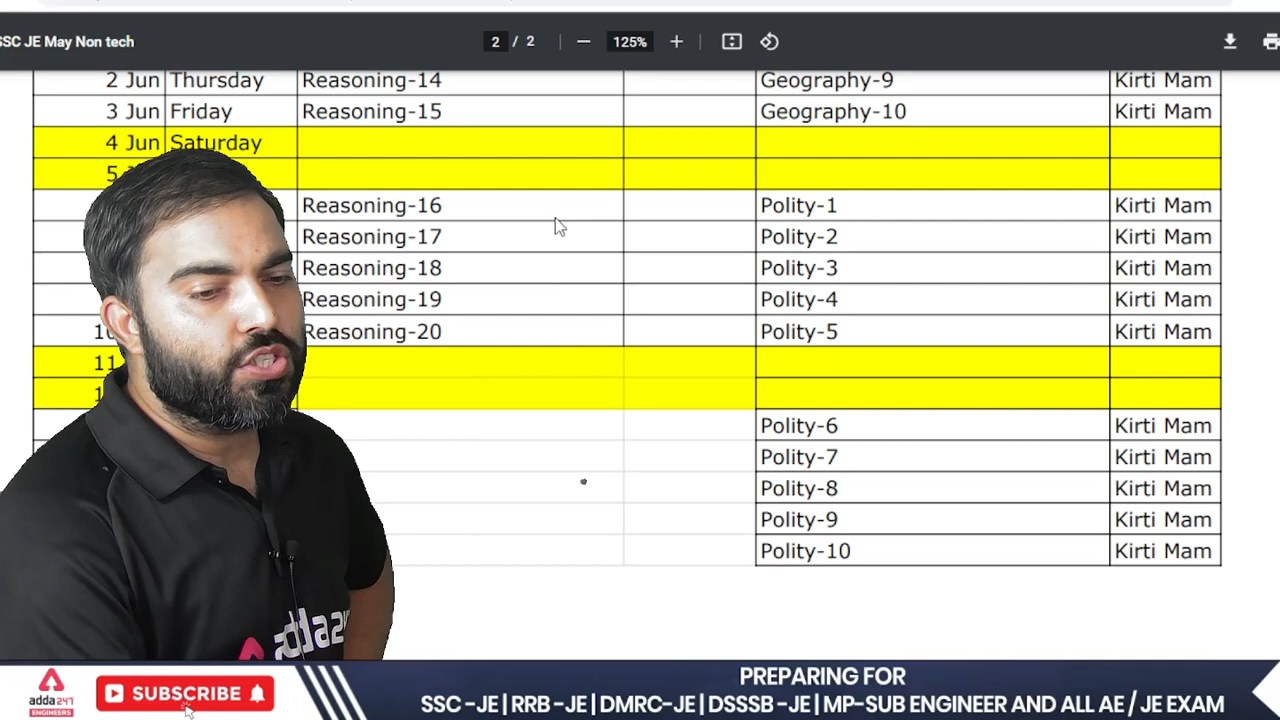 SSC JE May Non tech 2 / 2 125%
2 Jun Thursday Reasoning-14 Geography-9 Kirti Mam
3 Jun Friday Reasoning-15 Geography-10 Kirti Mam
4 Jun Saturday
5
Reasoning-16 Polity-1 Kirti Mam
Reasoning-17 Polity-2 Kirti Mam
Reasoning-18 Polity-3 Kirti Mam
Reasoning-19 Polity-4 Kirti Mam
10 Reasoning-20 Polity-5 Kirti Mam
11
Polity-6 Kirti Mam
Polity-7 Kirti Mam
Polity-8 Kirti Mam
Polity-9 Kirti Mam
Polity-10 Kirti Mam
adda24
adda247
ENGINEERS
SUBSCRIBE
PREPARING FOR
SSC -JE | RRB -JE | DMRC-JE | DSSSB -JE | MP-SUB ENGINEER AND ALL AE / JE EXAM